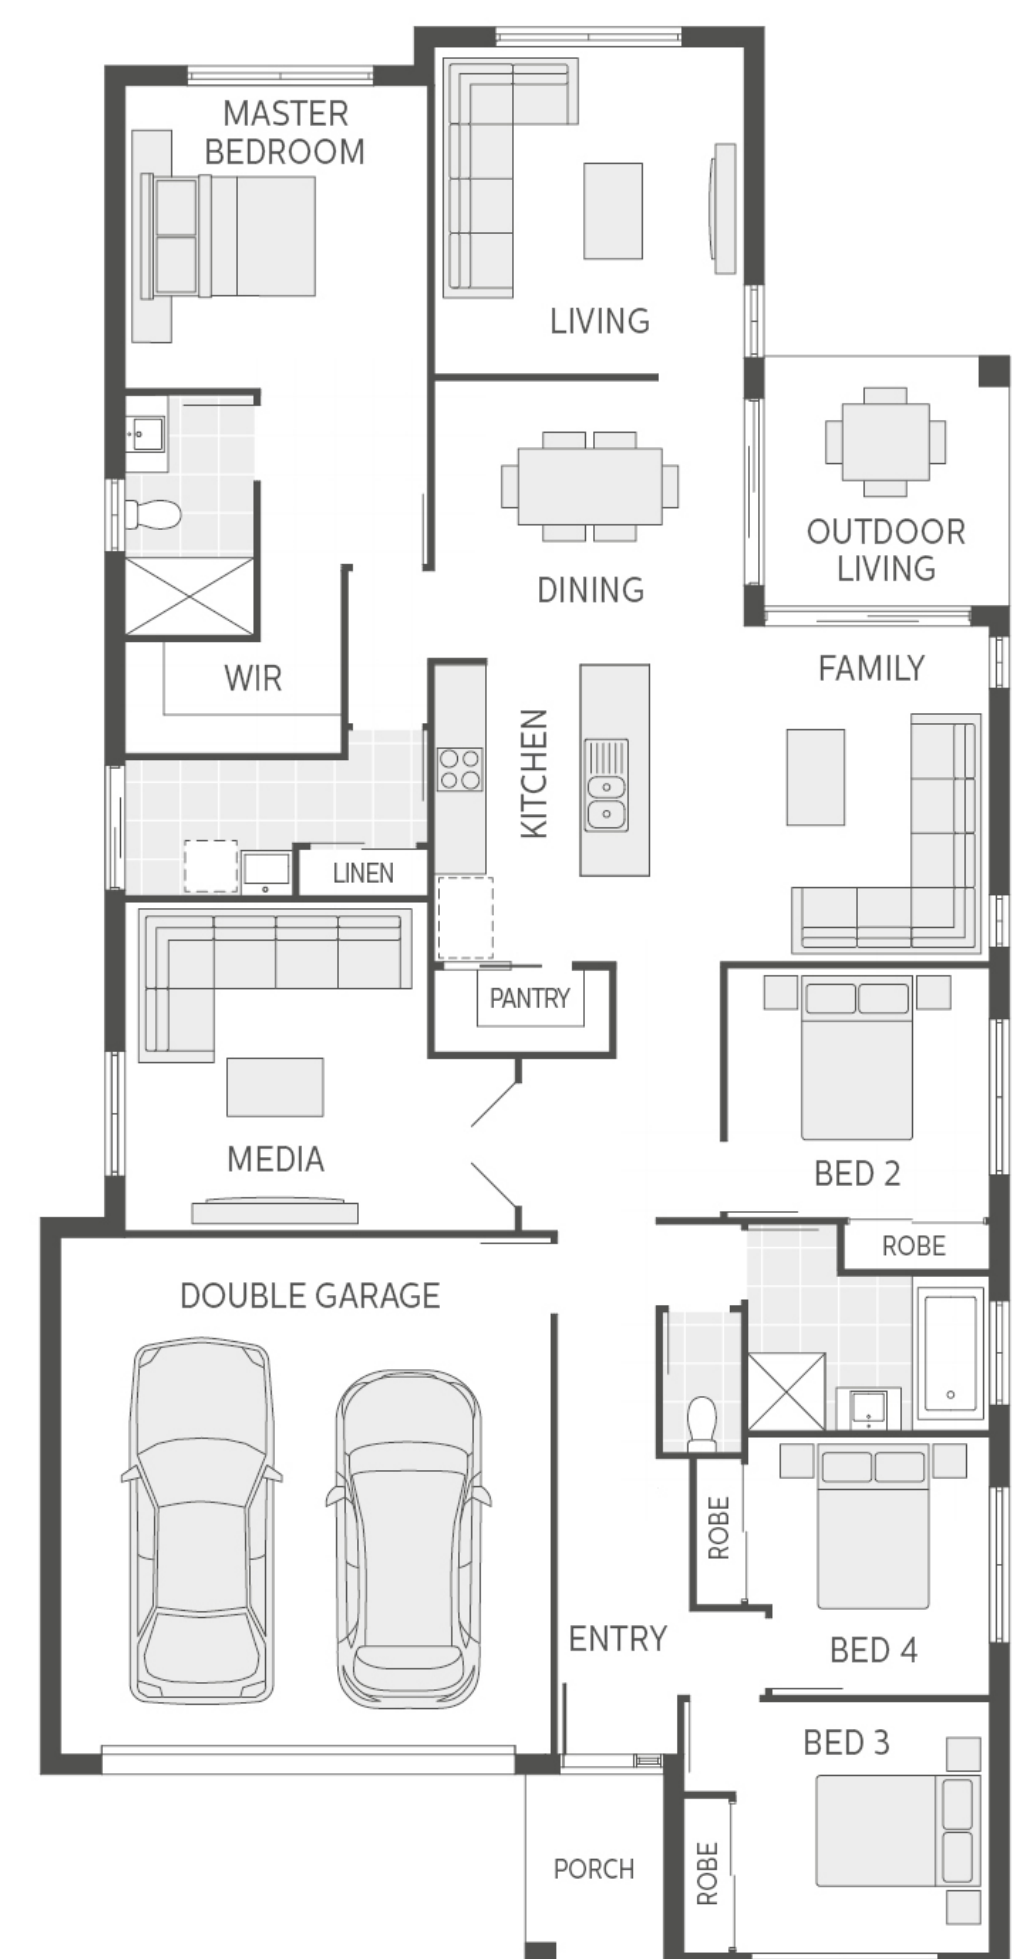 MASTER
BEDROOM
LIVING
OUTDOOR
LIVING
DINING
FAMILY
WIR
KITCHEN
LINEN
PANTRY
MEDIA
BED 2
ROBE
DOUBLE GARAGE
ROBE
ENTRY
BED 4
BED 3
PORCH
ROBE